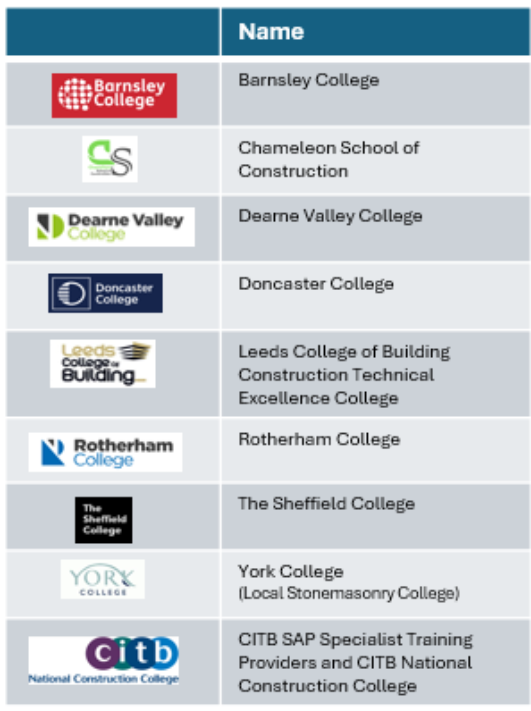 Name
Barnsley
College
Barnsley College
CS
Chameleon School of
Construction
Dearne Valley
College
Dearne Valley College
Doncaster
College
Doncaster College
Leeds
College of
Building
Leeds College of Building
Construction Technical
Excellence College
Rotherham
College
Rotherham College
The
Sheffield
College
The Sheffield College
YORK
COLLEGE
York College
(Local Stonemasonry College)
citb
National Construction College
CITB SAP Specialist Training
Providers and CITB National
Construction College